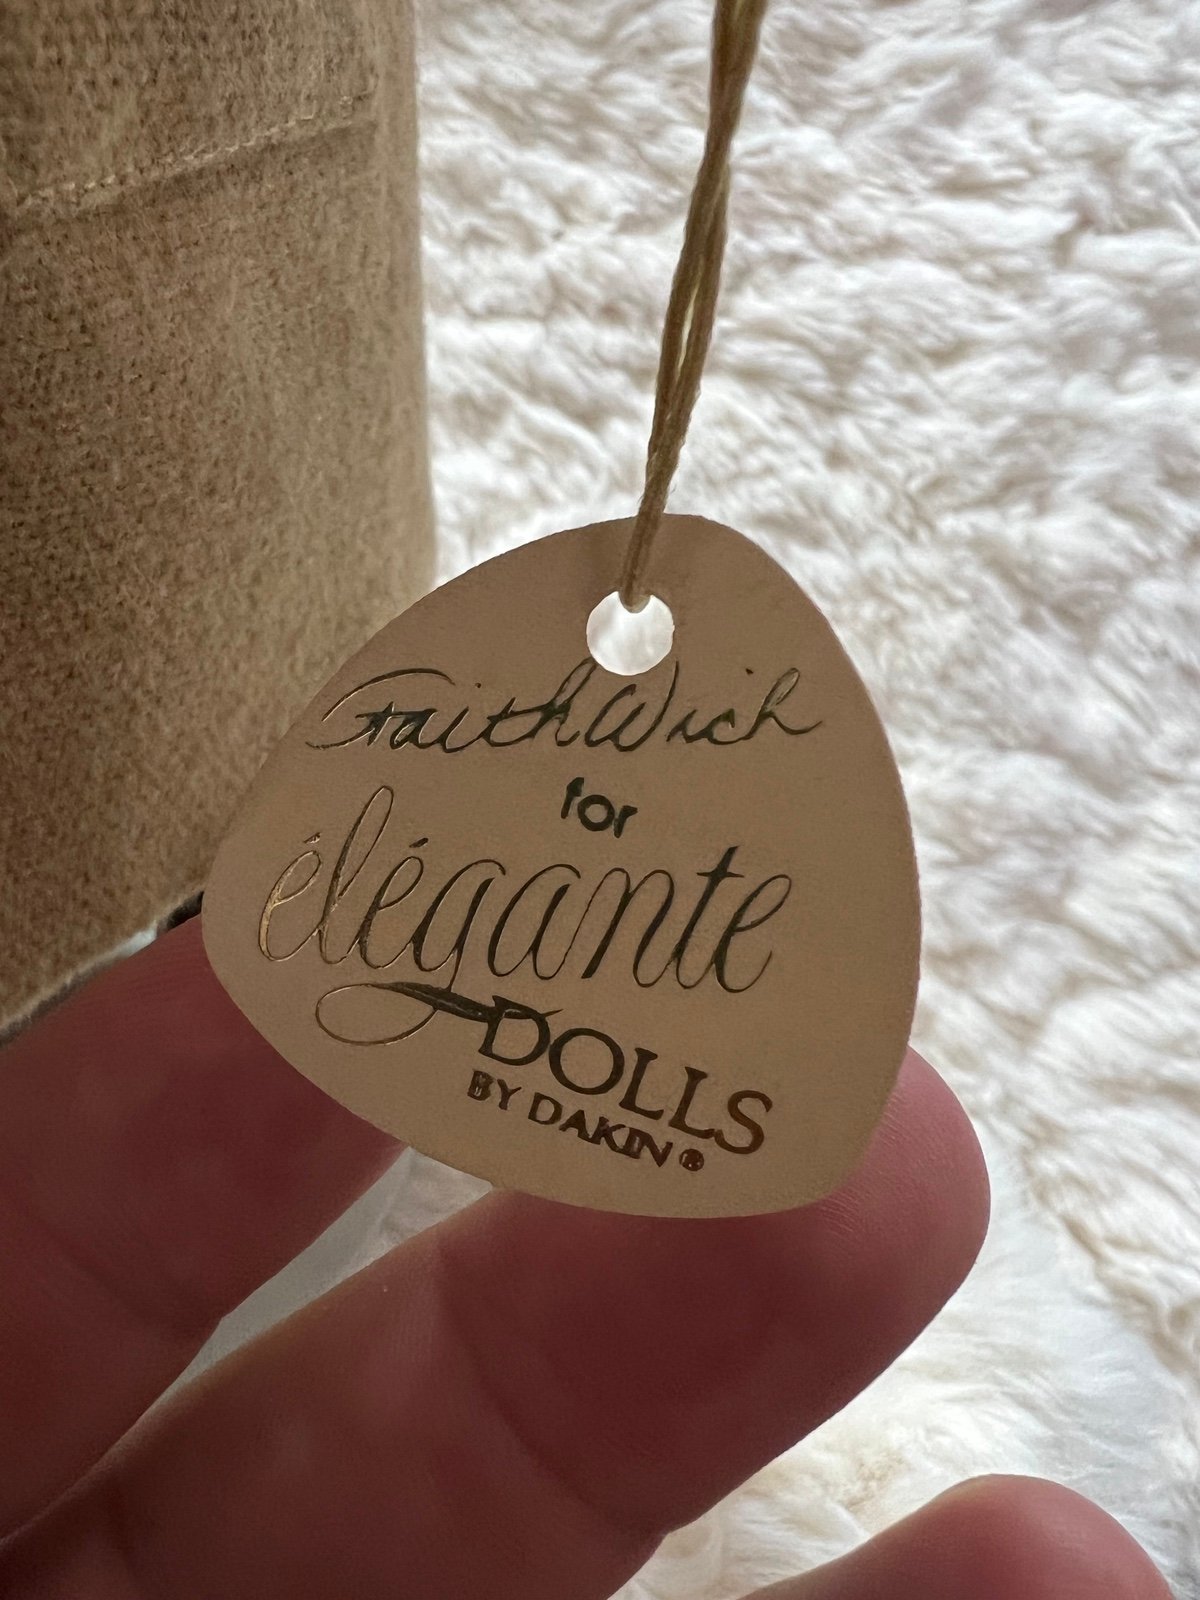 Faith Wick
for
élégante
DOLLS
BY DAKIN®